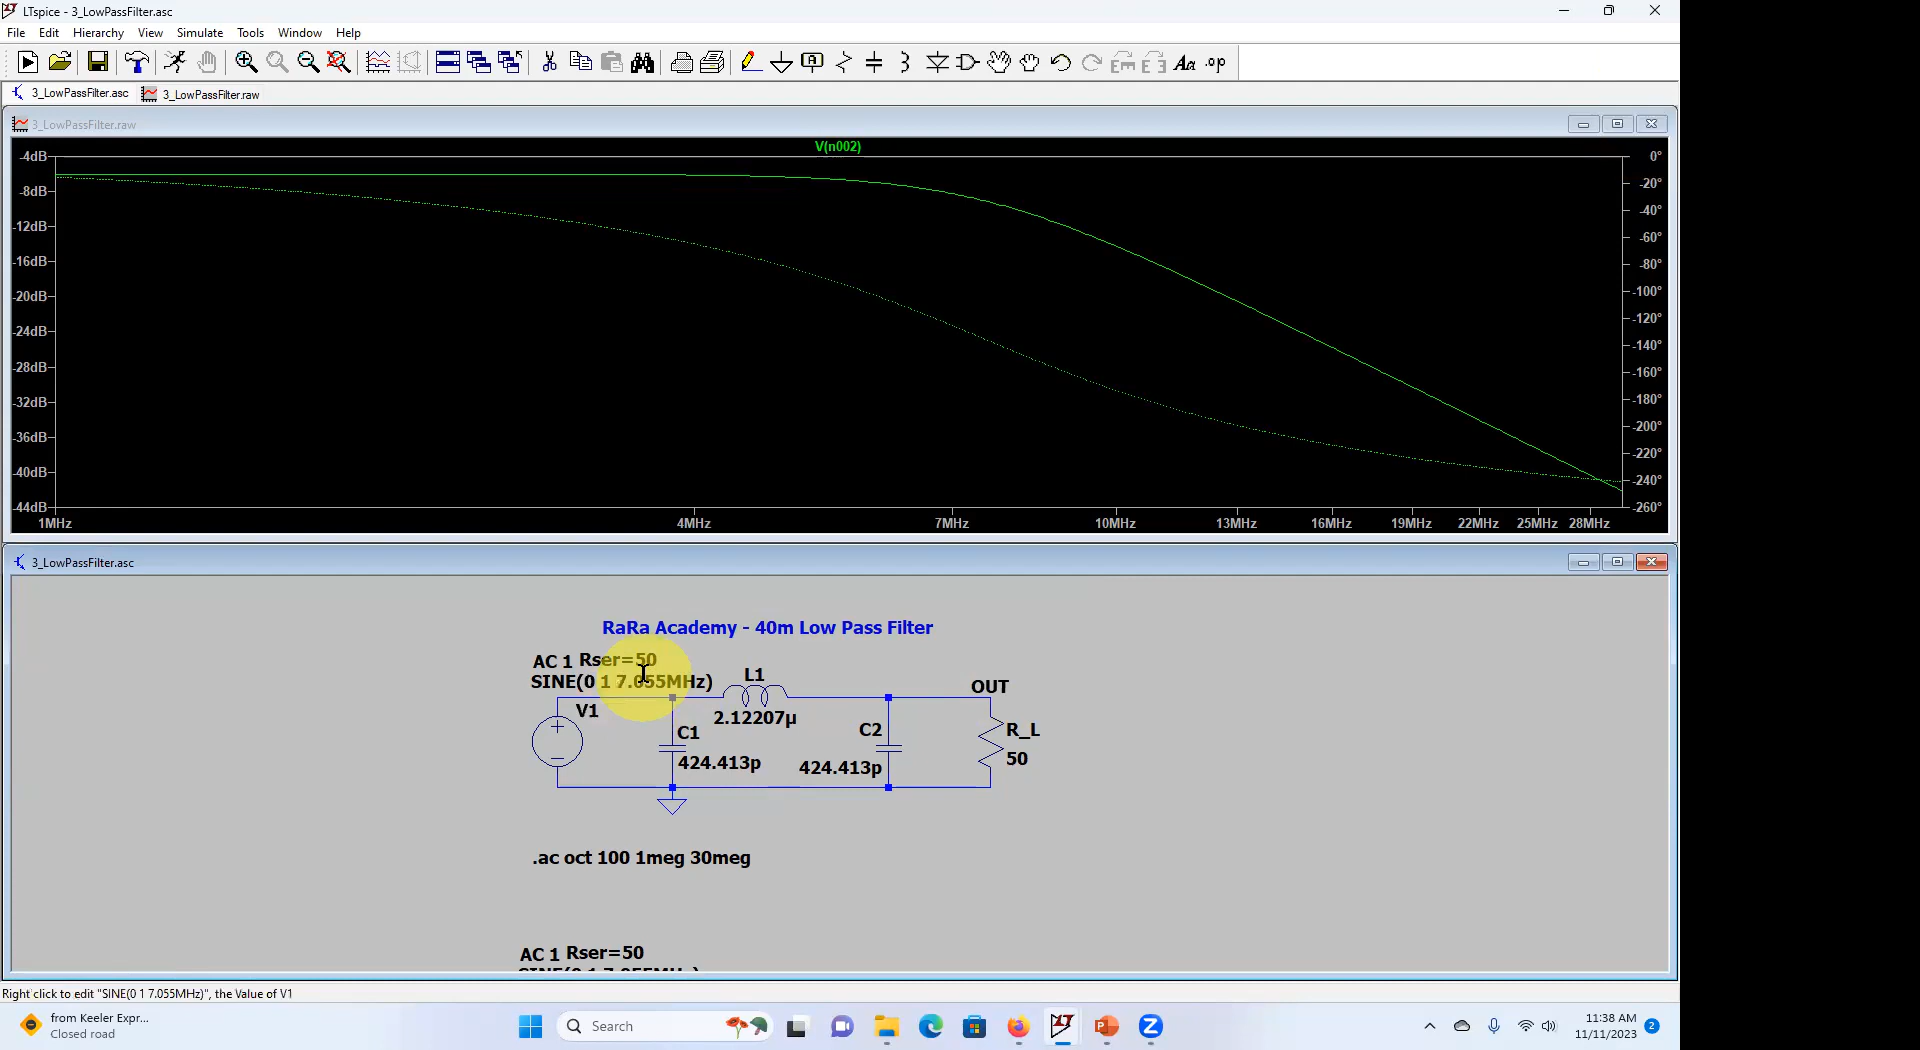 LTspice - 3_LowPassFilter.asc
File Edit Hierarchy View Simulate Tools Window Help
.op
3_LowPassFilter.asc 3_LowPassFilter.raw
3_LowPassFilter.raw
V(n002)
-4dB 0°
-8dB -20°
-12dB -40°
-16dB -60°
-20dB -80°
-24dB -100°
-28dB -120°
-32dB -140°
-36dB -160°
-40dB -180°
-44dB -200°
-220°
-240°
-260°
1MHz 4MHz 7MHz 10MHz 13MHz 16MHz 19MHz 22MHz 25MHz 28MHz
3_LowPassFilter.asc
RaRa Academy - 40m Low Pass Filter
AC 1 Rser=50
SINE(0 1 7.055MHz) L1 OUT
V1 2.12207µ
C1 C2 R_L
424.413p 424.413p 50
.ac oct 100 1meg 30meg
AC 1 Rser=50
SINE(0 1 7.055MHz)
Right click to edit "SINE(0 1 7.055MHz)", the Value of V1
from Keeler Expr...
Closed road
Search
11:38 AM
11/11/2023 2